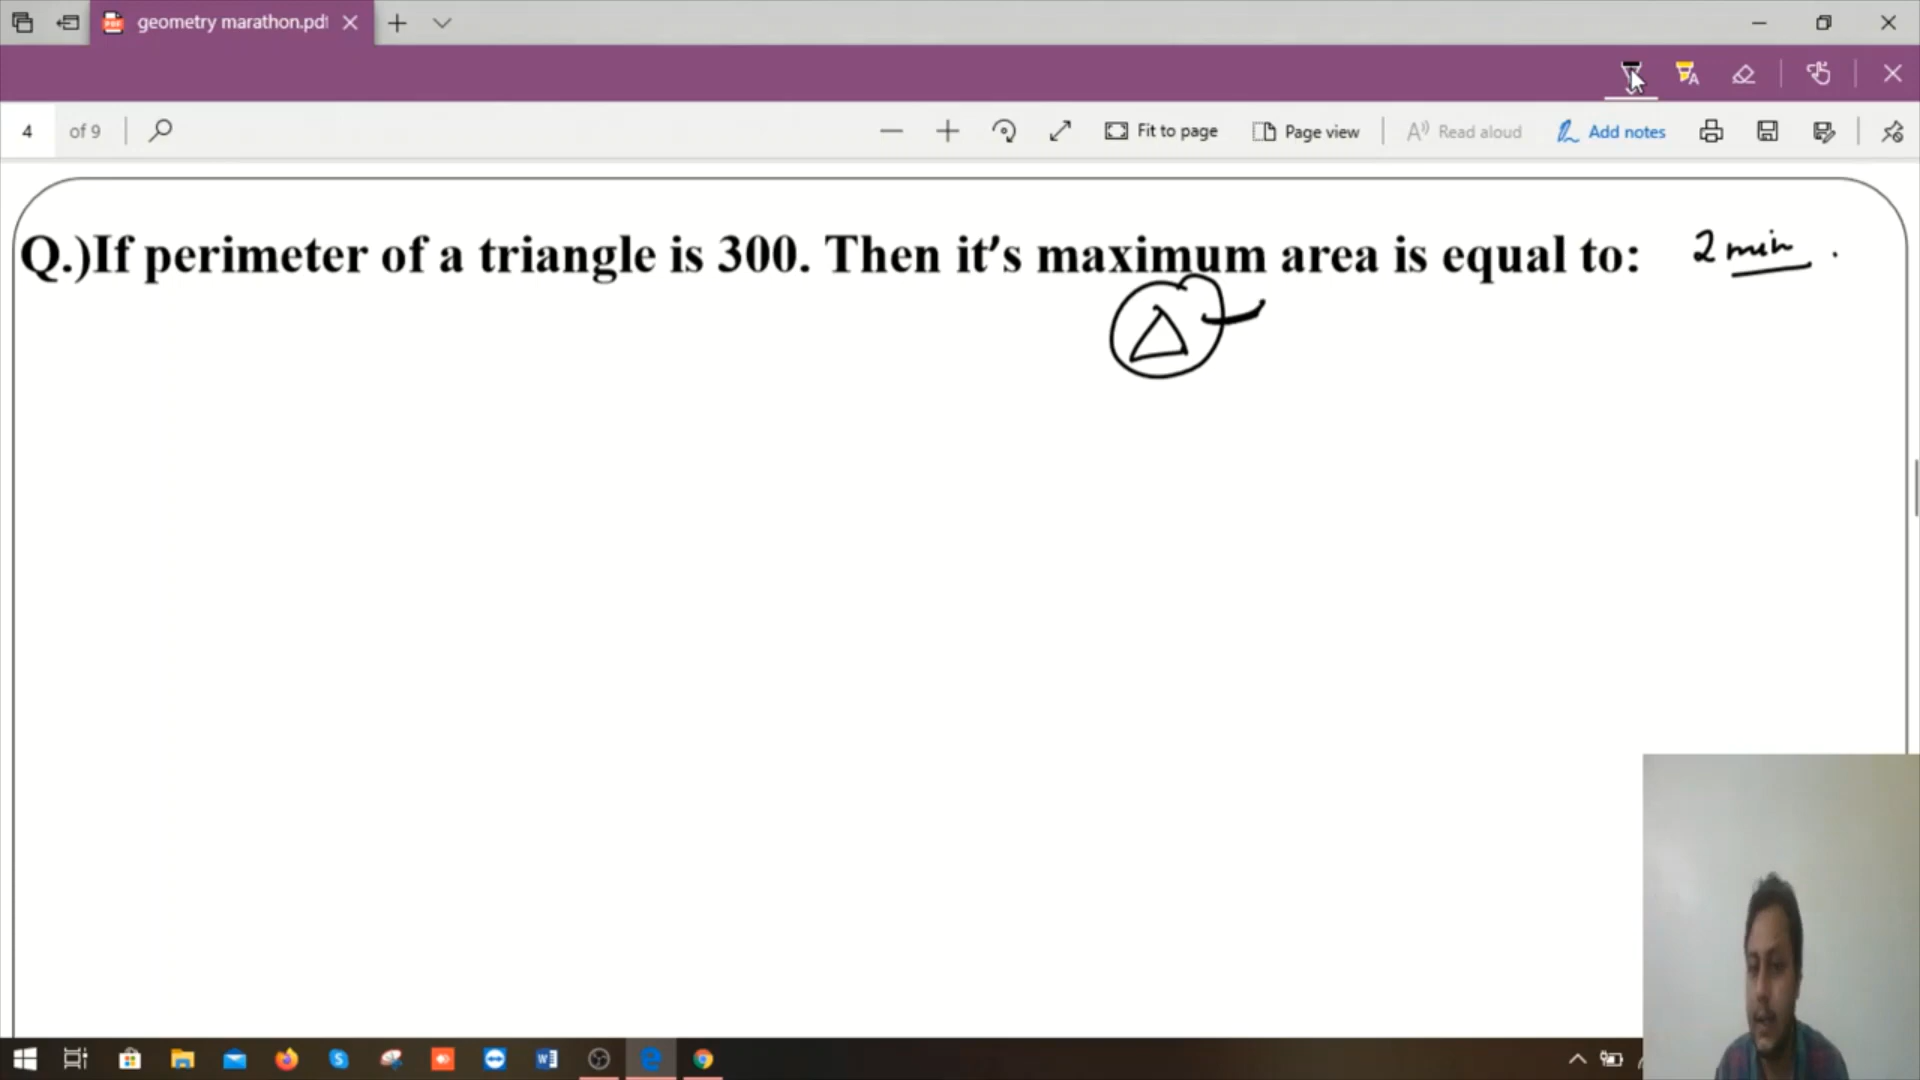 geometry marathon.pdf
4 of 9 Fit to page Page view A Read aloud Add notes
Q.)If perimeter of a triangle is 300. Then it's maximum area is equal to: 2 min .